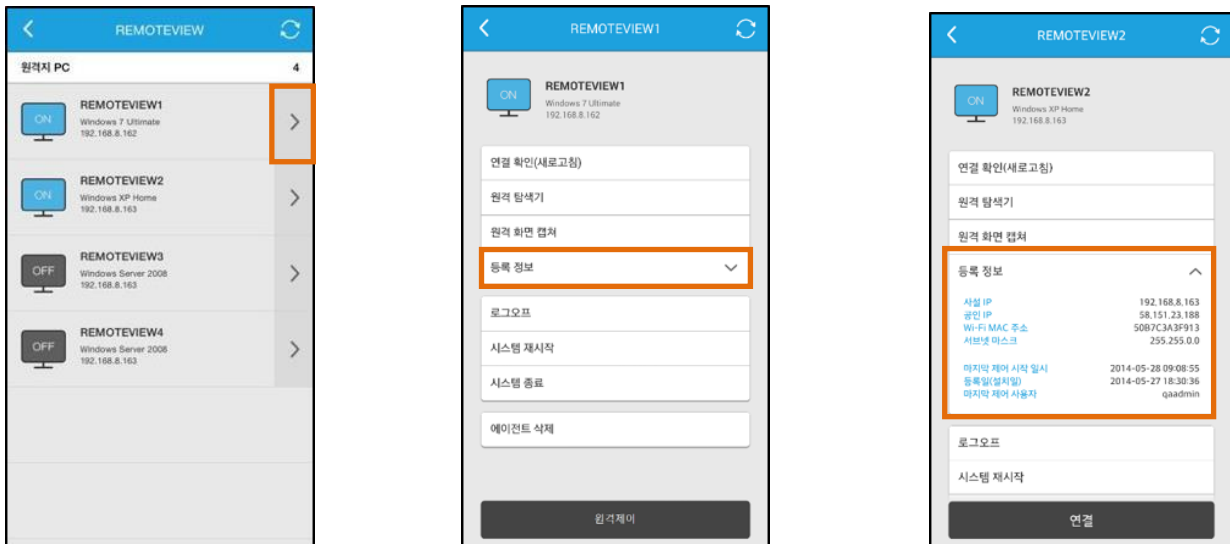 REMOTEVIEW
원격지 PC 4
ON
REMOTEVIEW1
Windows 7 Ultimate
192.168.8.162
ON
REMOTEVIEW2
Windows XP Home
192.168.8.163
OFF
REMOTEVIEW3
Windows Server 2008
192.168.8.163
OFF
REMOTEVIEW4
Windows Server 2008
192.168.8.163
REMOTEVIEW1
ON
REMOTEVIEW1
Windows 7 Ultimate
192.168.8.162
연결 확인(새로고침)
원격 탐색기
원격 화면 캡쳐
등록 정보
로그오프
시스템 재시작
시스템 종료
에이전트 삭제
원격제어
REMOTEVIEW2
ON
REMOTEVIEW2
Windows XP Home
192.168.8.163
연결 확인(새로고침)
원격 탐색기
원격 화면 캡쳐
등록 정보
사설 IP 192.168.8.163
공인 IP 58.151.23.188
Wi-Fi MAC 주소 50B7C3A3F913
서브넷 마스크 255.255.0.0
마지막 제어 시작 일시 2014-05-28 09:08:55
등록일(설치일) 2014-05-27 18:30:36
마지막 제어 사용자 qaadmin
로그오프
시스템 재시작
연결